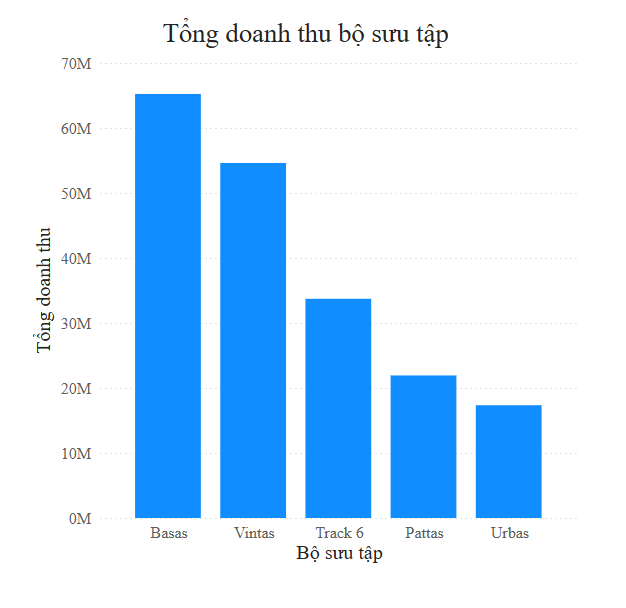 Tổng doanh thu bộ sưu tập
70M
60M
50M
40M
30M
20M
10M
0M
Tổng doanh thu
Basas Vintas Track 6 Pattas Urbas
Bộ sưu tập